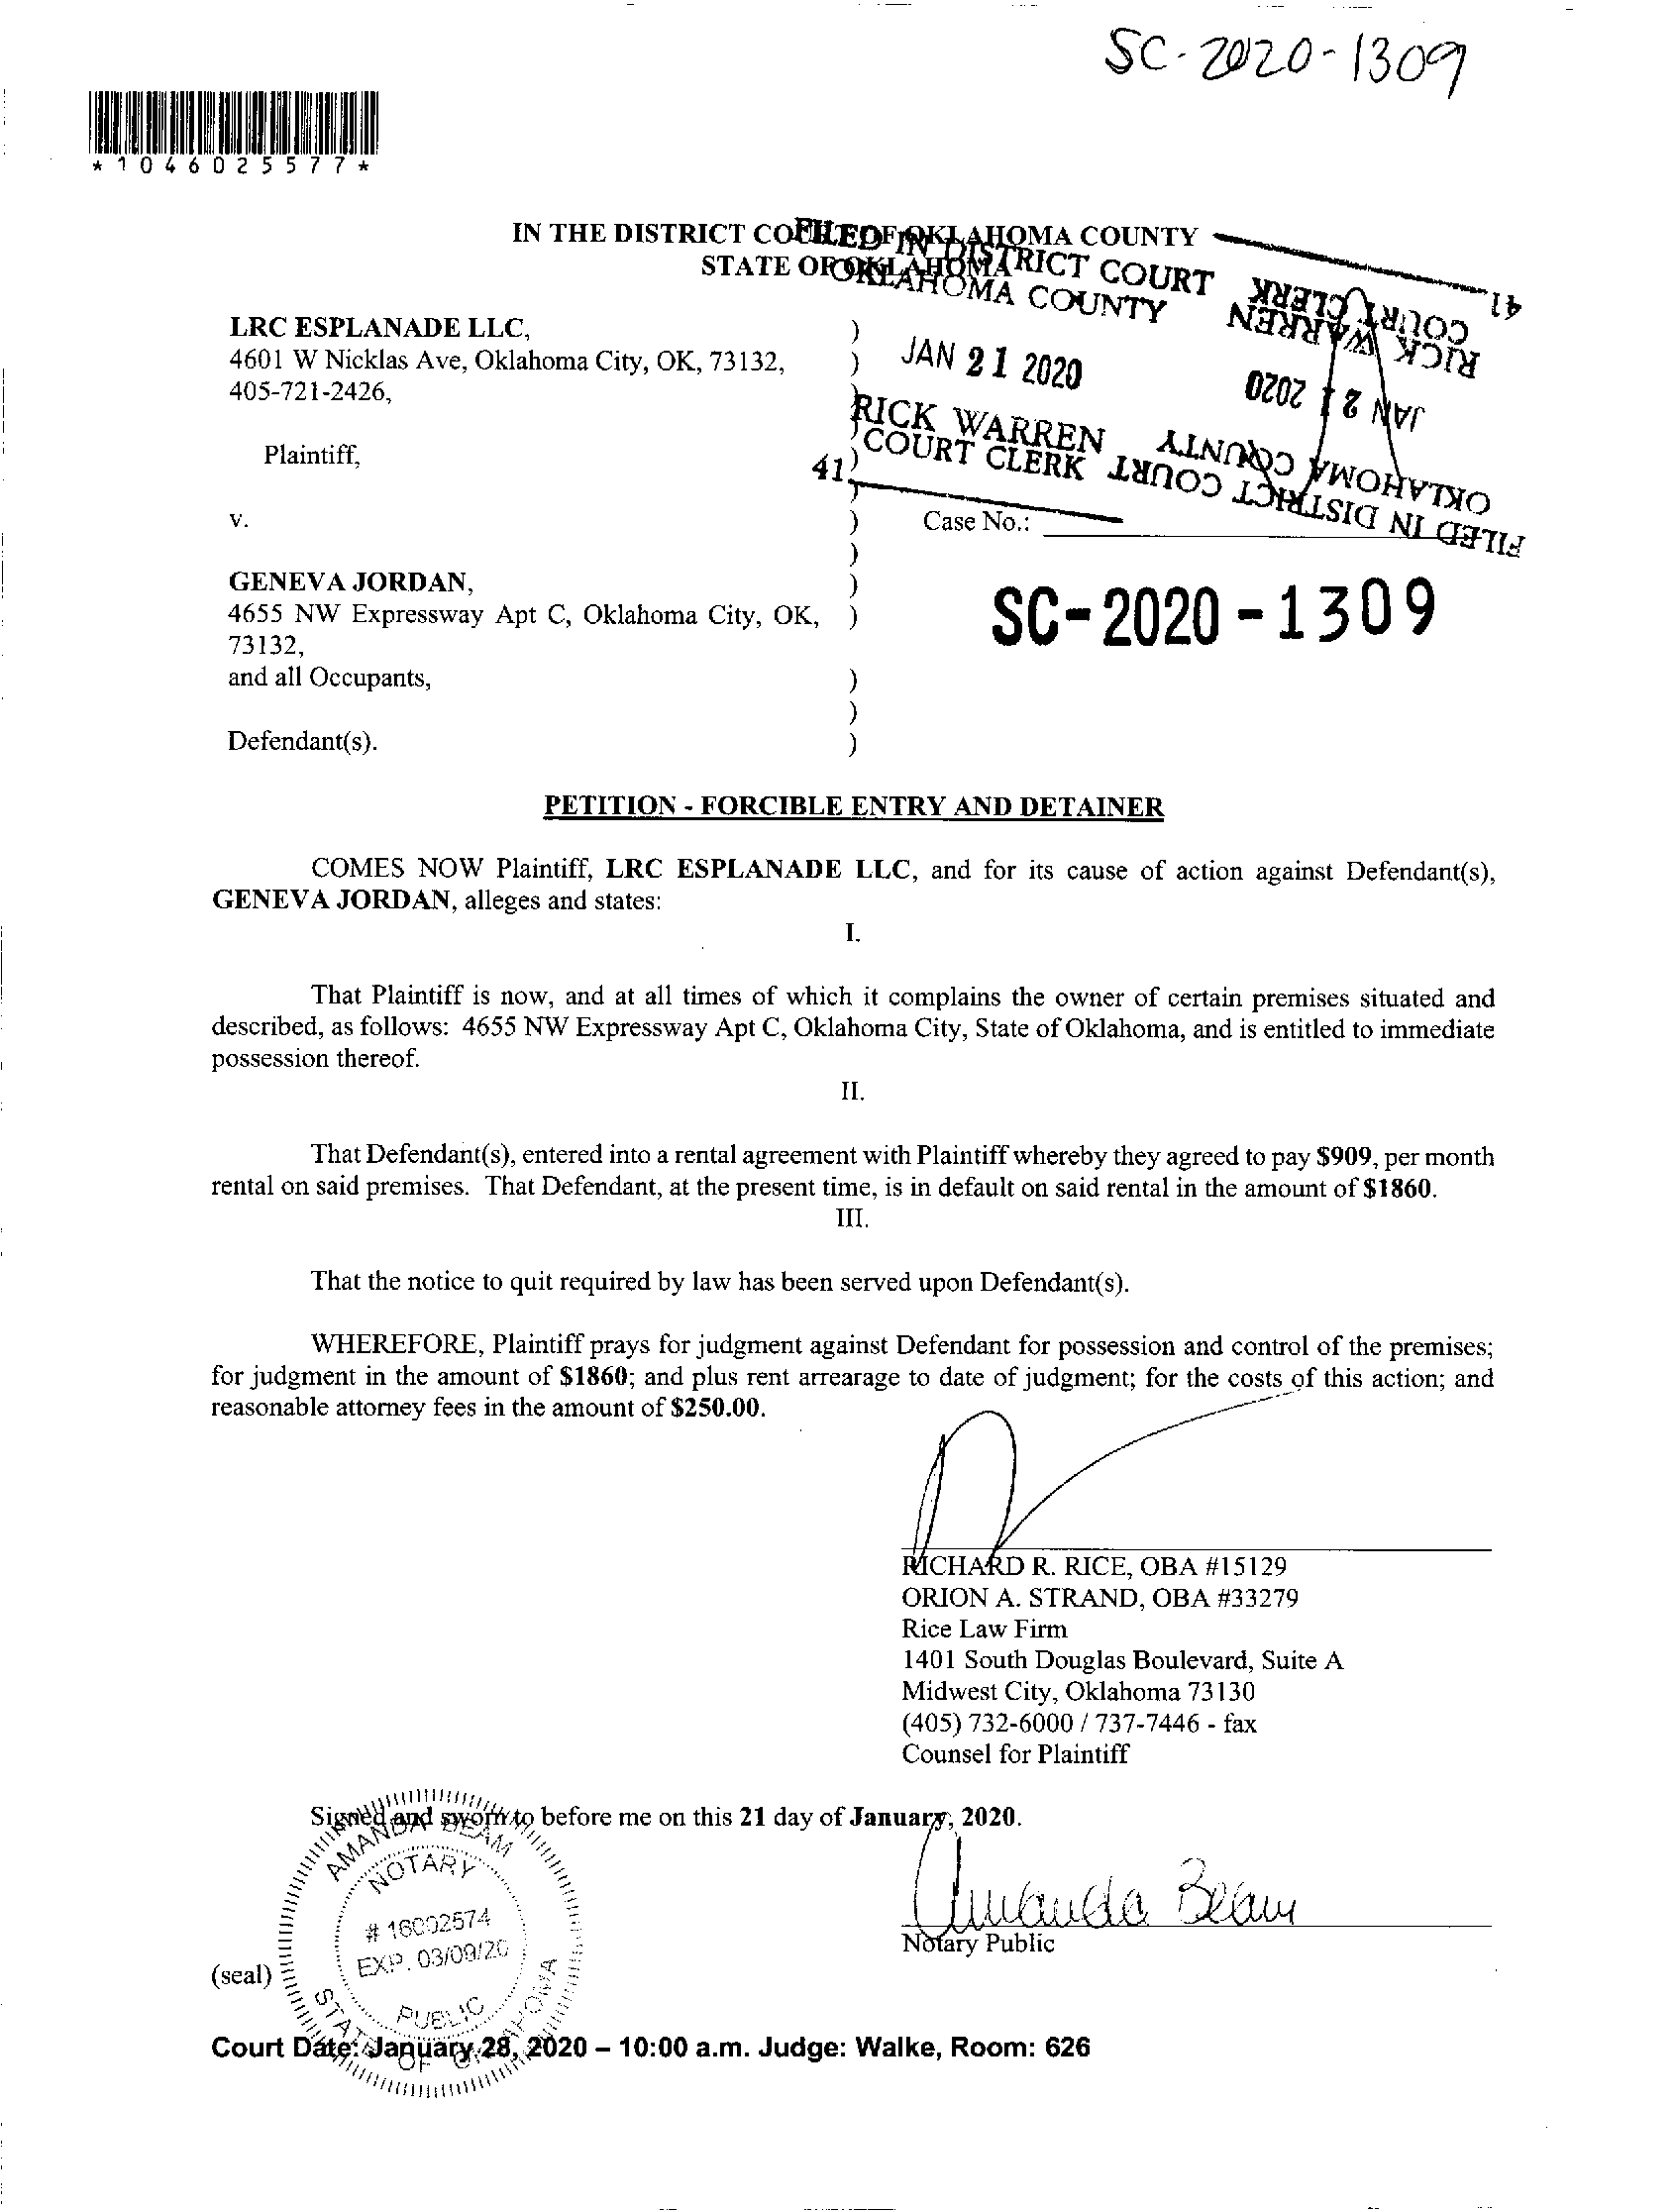 SC-2020-1309
*1046025577*
IN THE DISTRICT COURT OF OKLAHOMA COUNTY
STATE OF OKLAHOMA
FILED IN DISTRICT COURT
OKLAHOMA COUNTY
JAN 21 2020
RICK WARREN
COURT CLERK
41
FILED IN DISTRICT COURT
OKLAHOMA COUNTY
JAN 21 2020
RICK WARREN
COURT CLERK
41
LRC ESPLANADE LLC,
4601 W Nicklas Ave, Oklahoma City, OK, 73132,
405-721-2426,
Plaintiff,
v.
Case No.:
GENEVA JORDAN,
4655 NW Expressway Apt C, Oklahoma City, OK,
73132,
and all Occupants,
SC-2020-1309
Defendant(s).
PETITION - FORCIBLE ENTRY AND DETAINER
COMES NOW Plaintiff, LRC ESPLANADE LLC, and for its cause of action against Defendant(s),
GENEVA JORDAN, alleges and states:
I.
That Plaintiff is now, and at all times of which it complains the owner of certain premises situated and
described, as follows: 4655 NW Expressway Apt C, Oklahoma City, State of Oklahoma, and is entitled to immediate
possession thereof.
II.
That Defendant(s), entered into a rental agreement with Plaintiff whereby they agreed to pay $909, per month
rental on said premises. That Defendant, at the present time, is in default on said rental in the amount of $1860.
III.
That the notice to quit required by law has been served upon Defendant(s).
WHEREFORE, Plaintiff prays for judgment against Defendant for possession and control of the premises;
for judgment in the amount of $1860; and plus rent arrearage to date of judgment; for the costs of this action; and
reasonable attorney fees in the amount of $250.00.
RICHARD R. RICE, OBA #15129
ORION A. STRAND, OBA #33279
Rice Law Firm
1401 South Douglas Boulevard, Suite A
Midwest City, Oklahoma 73130
(405) 732-6000 / 737-7446 - fax
Counsel for Plaintiff
Signed and sworn to before me on this 21 day of January, 2020.
AMANDA BEAM
NOTARY
# 16002574
EXP. 03/09/20
PUBLIC
STATE OF OKLAHOMA
Amanda Beam
Notary Public
(seal)
Court Date: January 28, 2020 – 10:00 a.m. Judge: Walke, Room: 626